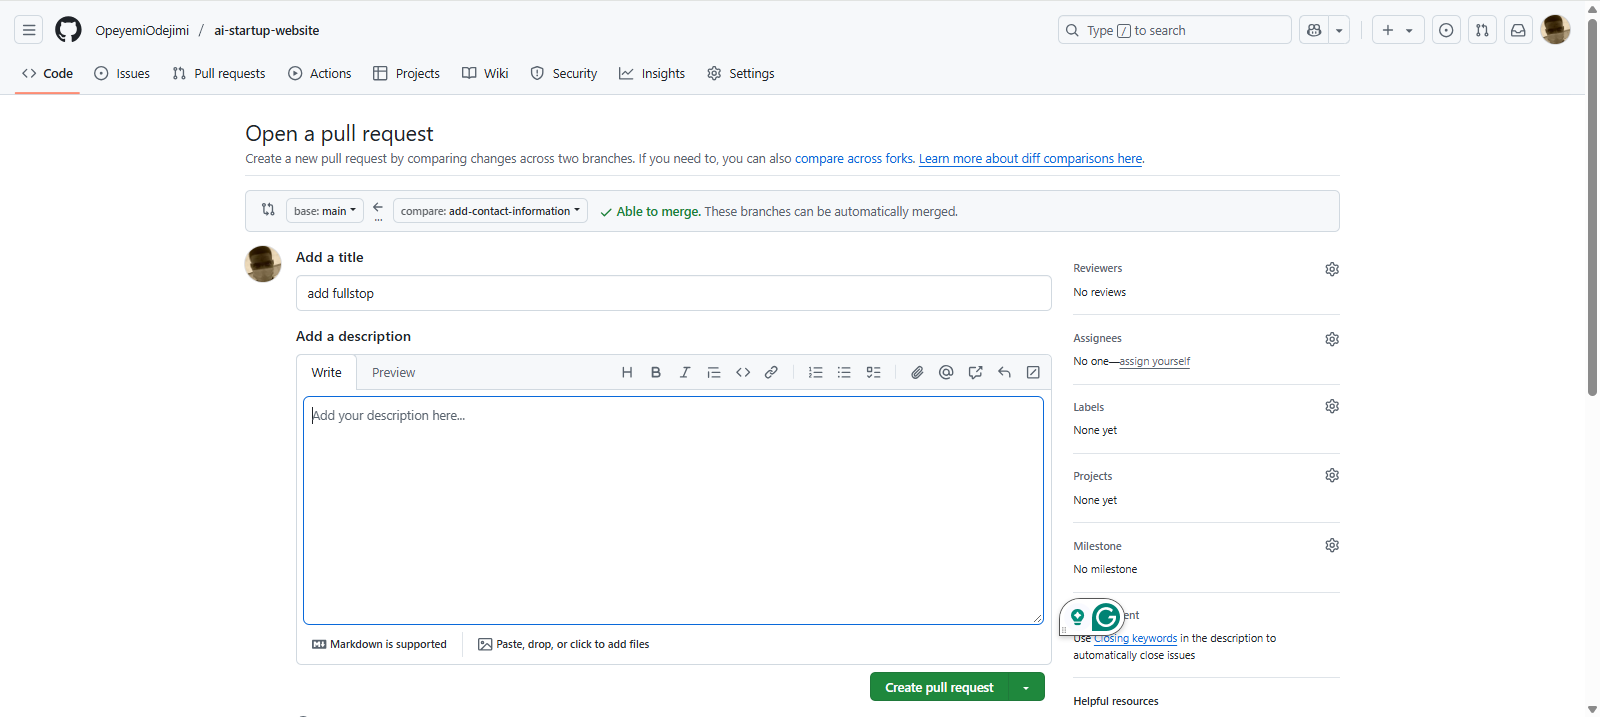 OpeyemiOdejimi / ai-startup-website
Type / to search
Code Issues Pull requests Actions Projects Wiki Security Insights Settings
Open a pull request
Create a new pull request by comparing changes across two branches. If you need to, you can also compare across forks. Learn more about diff comparisons here.
base: main compare: add-contact-information Able to merge. These branches can be automatically merged.
Add a title
add fullstop
Add a description
Write Preview
Add your description here...
Markdown is supported
Paste, drop, or click to add files
Create pull request
Reviewers
No reviews
Assignees
No one—assign yourself
Labels
None yet
Projects
None yet
Milestone
No milestone
Use Closing keywords in the description to
automatically close issues
Helpful resources